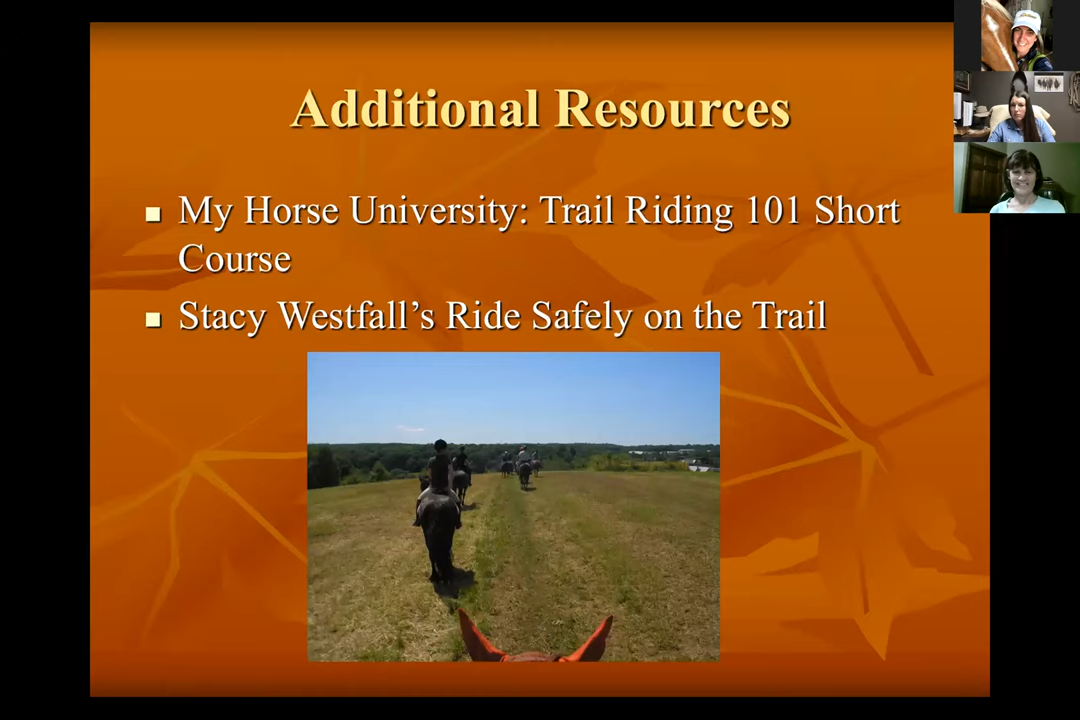 Additional Resources
My Horse University: Trail Riding 101 Short
Course
Stacy Westfall’s Ride Safely on the Trail